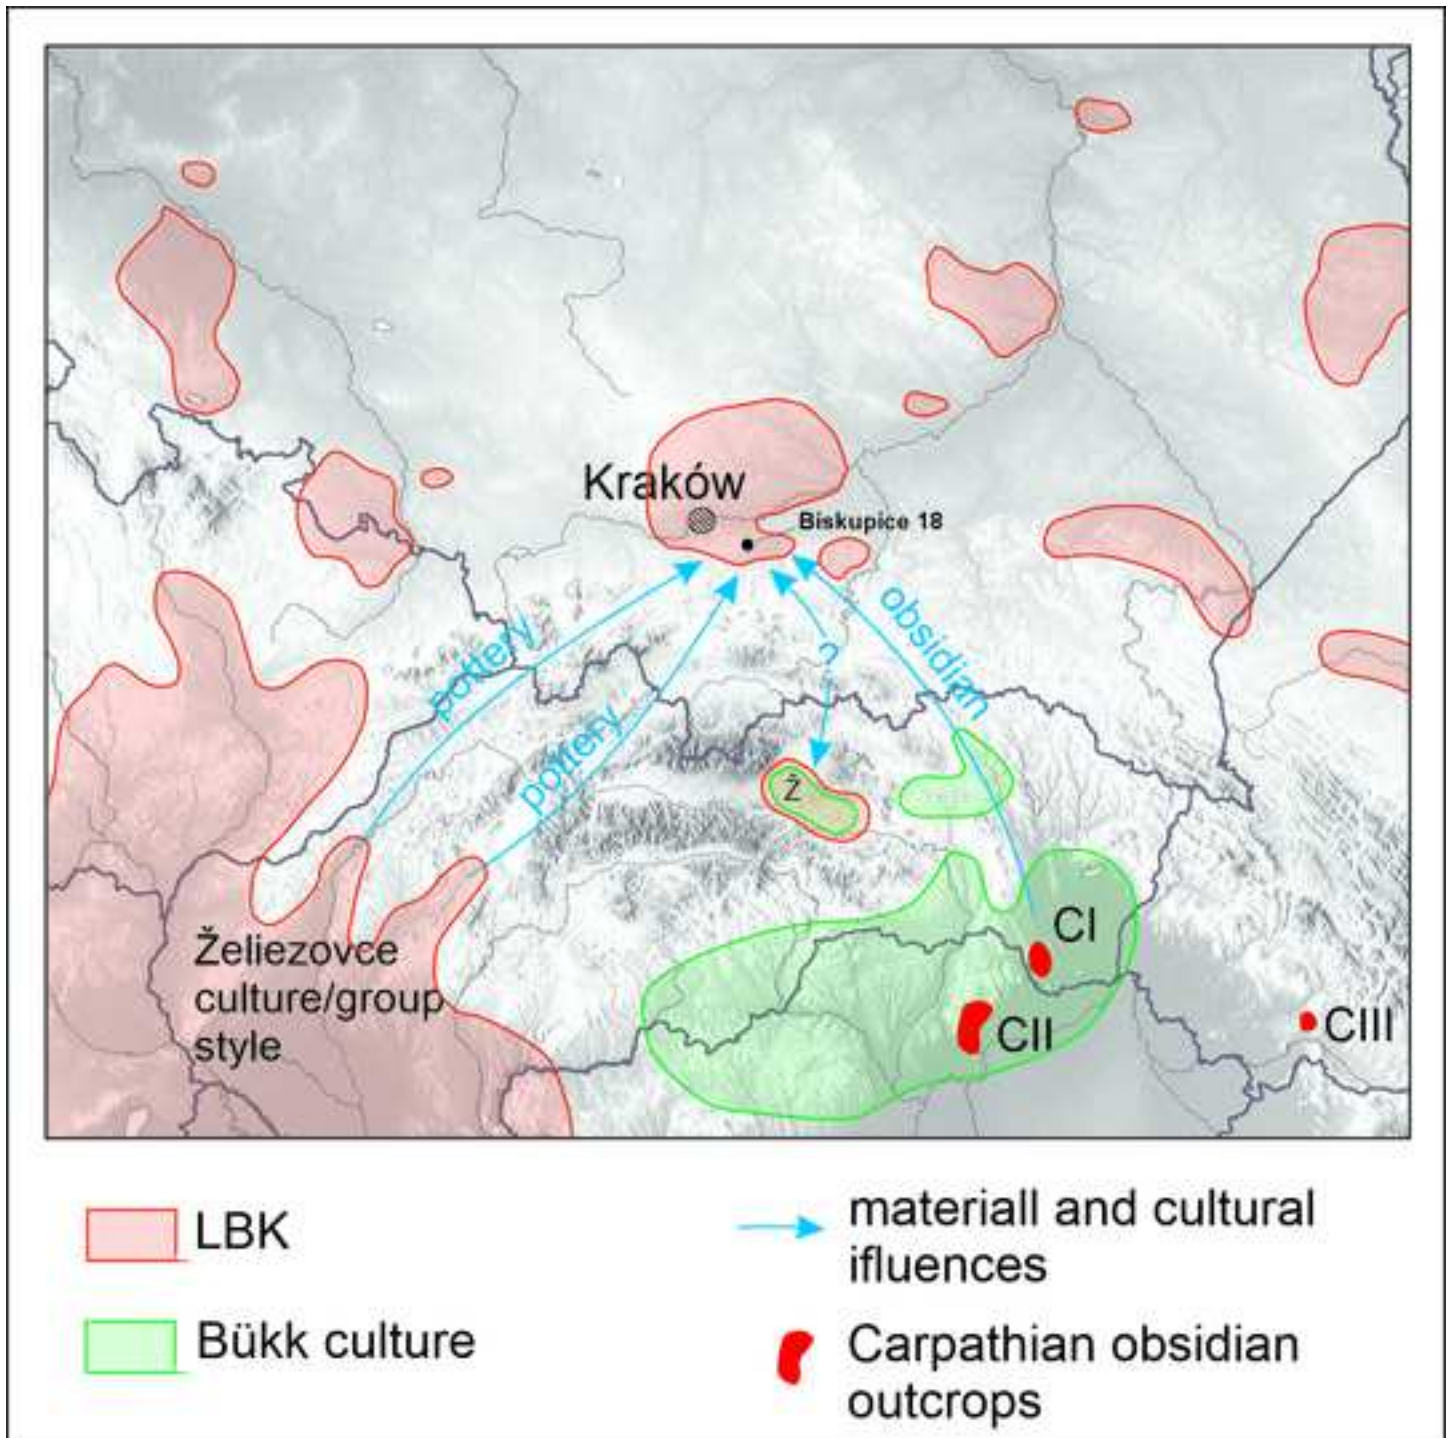 Kraków
Biskupice 18
pottery
pottery
?
obsidian
Ž
CI
CII
CIII
Želiezovce
culture/group
style
LBK
Bükk culture
materiall and cultural
ifluences
Carpathian obsidian
outcrops